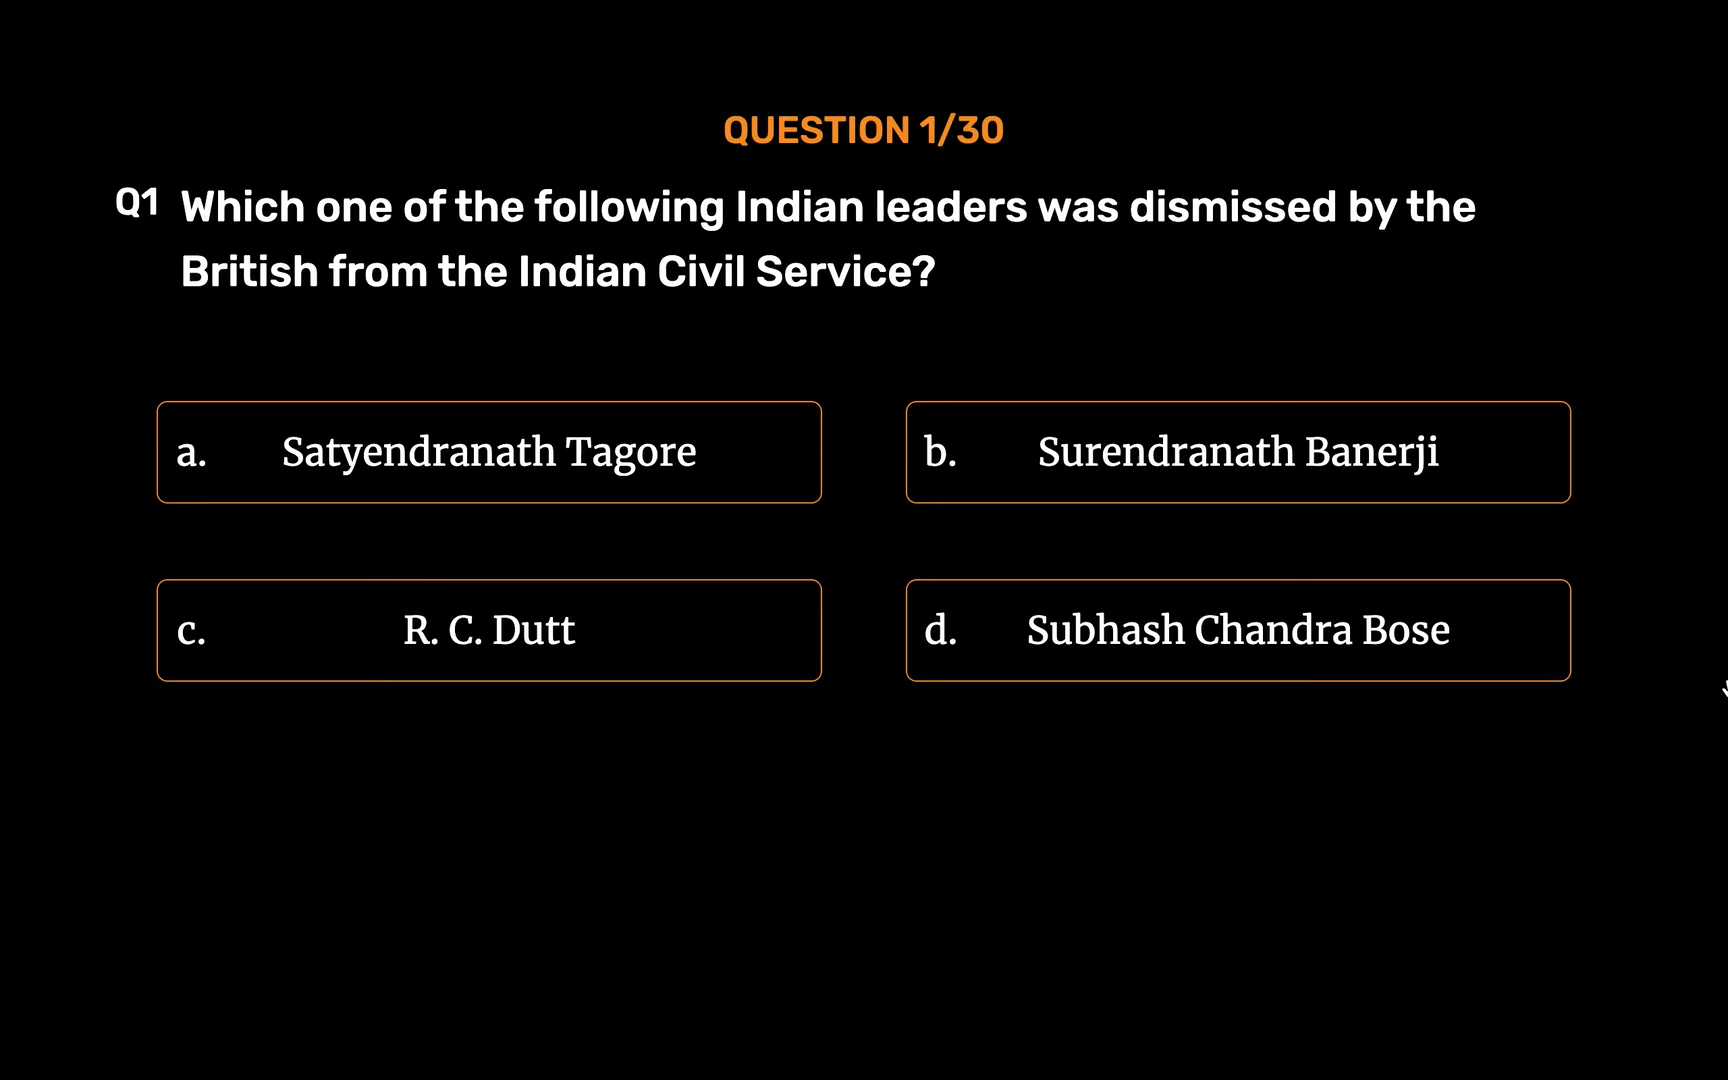 QUESTION 1/30
Q1 Which one of the following Indian leaders was dismissed by the
British from the Indian Civil Service?
a. Satyendranath Tagore
b. Surendranath Banerji
c. R. C. Dutt
d. Subhash Chandra Bose